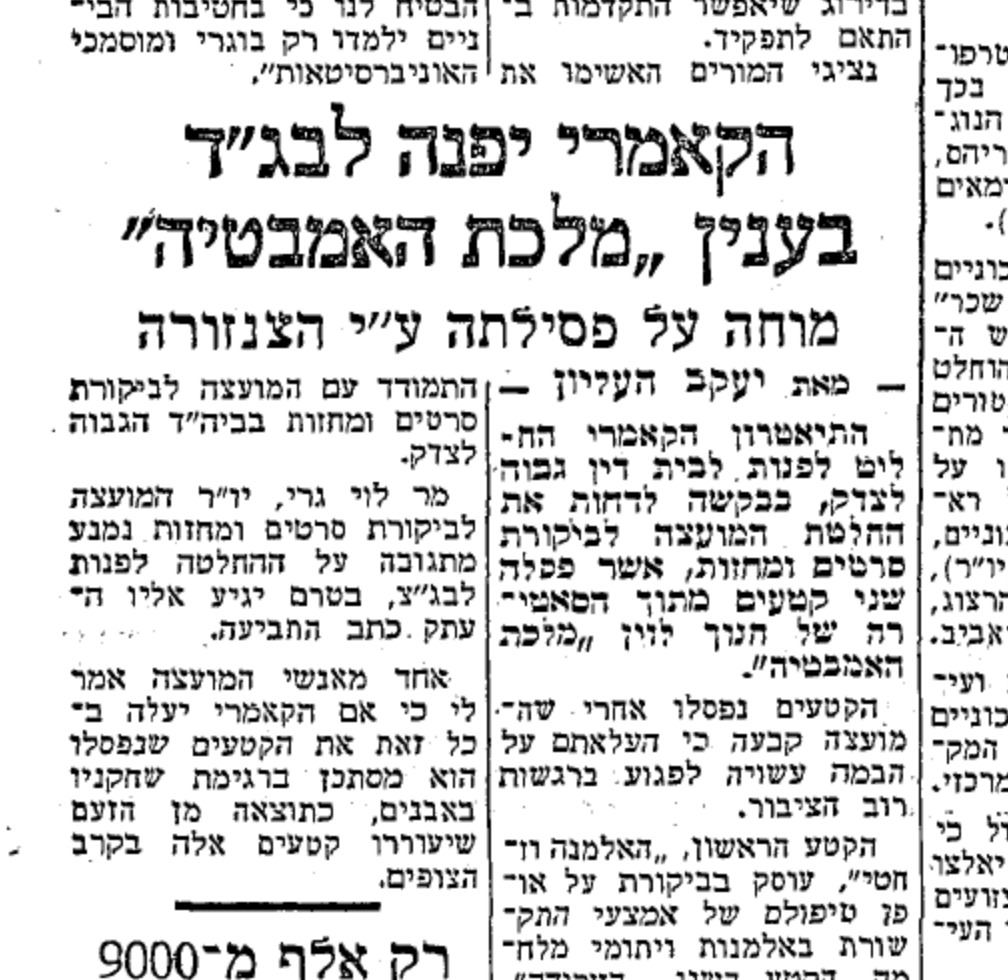 בדירוג שיאפשר התקדמות ב־
התאם לתפקיד.
נציגי המורים האשימו את
הבטיח לנו כי בחטיבות הבי־
ניים ילמדו רק בוגרי ומוסמכי
האוניברסיטאות״.
הקאמרי יפנה לבג״ד
בענין „מלכת האמבטיה״
מוחה על פסילתה ע״י הצנזורה
— מאת יעקב העליון —
התיאטרון הקאמרי הח־
ליט לפנות לבית דין גבוה
לצדק, בבקשה לדחות את
החלטת המועצה לביקורת
סרטים ומחזות, אשר פסלה
שני קטעים מתוך הסאטי־
רה של חנוך לוין „מלכת
האמבטיה״.
הקטעים נפסלו אחרי שה־
מועצה קבעה כי העלאתם על
הבמה עשויה לפגוע ברגשות
רוב הציבור.
הקטע הראשון, „האלמנה רז־
חטי״, עוסק בביקורת על או־
פן טיפולם של אמצעי התק־
שורת באלמנות ויתומי מלח־
התמודד עם המועצה לביקורת
סרטים ומחזות בביה״ד הגבוה
לצדק.
מר לוי גרי, יו״ר המועצה
לביקורת סרטים ומחזות נמנע
מתגובה על ההחלטה לפנות
לבג״צ, בטרם יגיע אליו ה־
עתק כתב התביעה.
אחד מאנשי המועצה אמר
לי כי אם הקאמרי יעלה ב־
כל זאת את הקטעים שנפסלו
הוא מסתכן ברגימת שחקניו
באבנים, כתוצאה מן הזעם
שיעוררו קטעים אלה בקרב
הצופים.
רק אלף מ־9000
טרפו־
בכך
הנוג־
ריהם,
ימאים
).
כוניים
שכר״
ש ה־
הוחלט
טורים
ר מת־
ו על
רא־
וניים,
יו״ר),
הרצוג,
אביב.
ועי־
כוניים
המק־
מרכזי.
ול כי
יאלצו
צועים
העי־